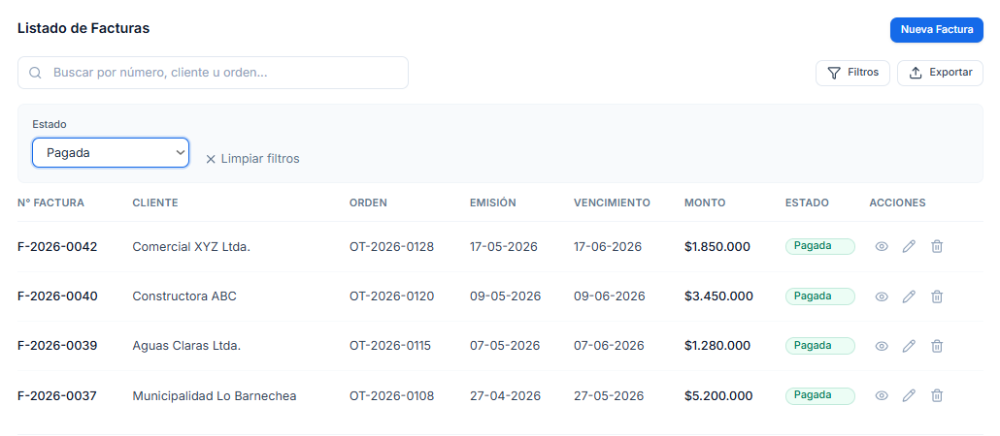 Listado de Facturas
Nueva Factura
Buscar por número, cliente u orden...
Filtros
Exportar
Estado
Pagada
Limpiar filtros
N° FACTURA CLIENTE ORDEN EMISIÓN VENCIMIENTO MONTO ESTADO ACCIONES
F-2026-0042 Comercial XYZ Ltda. OT-2026-0128 17-05-2026 17-06-2026 $1.850.000 Pagada
F-2026-0040 Constructora ABC OT-2026-0120 09-05-2026 09-06-2026 $3.450.000 Pagada
F-2026-0039 Aguas Claras Ltda. OT-2026-0115 07-05-2026 07-06-2026 $1.280.000 Pagada
F-2026-0037 Municipalidad Lo Barnechea OT-2026-0108 27-04-2026 27-05-2026 $5.200.000 Pagada